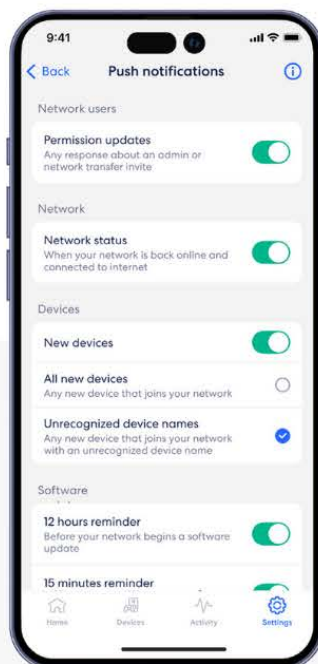 9:41
Back Push notifications
Network users
Permission updates
Any response about an admin or
network transfer invite
Network
Network status
When your network is back online and
connected to internet
Devices
New devices
All new devices
Any new device that joins your network
Unrecognized device names
Any new device that joins your network
with an unrecognized device name
Software
12 hours reminder
Before your network begins a software
update
15 minutes reminder
Home Devices Activity Settings